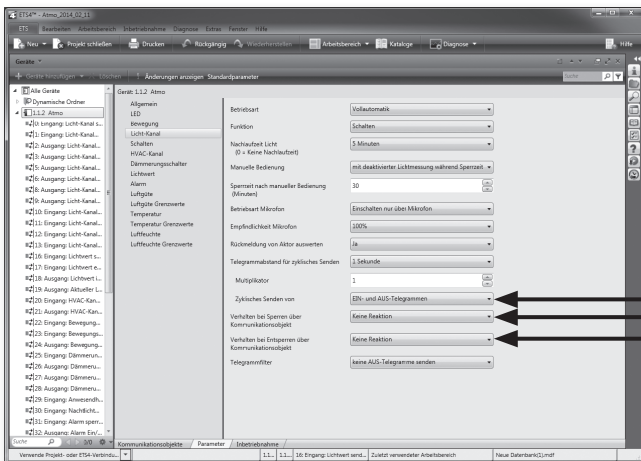 ETS4™ - Atmo_2014_02_11
ETS Bearbeiten Arbeitsbereich Inbetriebnahme Diagnose Extras Fenster Hilfe
Neu Projekt schließen Drucken Rückgängig Wiederherstellen Arbeitsbereich Kataloge Diagnose Hilfe
Geräte
Geräte hinzufügen Löschen Änderungen anzeigen Standardparameter Suche
Alle Geräte
Dynamische Ordner
1.1.2 Atmo
0: Eingang: Licht-Kanal s...
1: Eingang: Licht-Kanal...
2: Ausgang: Licht-Kanal...
5: Ausgang: Licht-Kanal...
6: Eingang: Licht-Kanal...
8: Ausgang: Licht-Kanal...
9: Ausgang: Licht-Kanal...
10: Eingang: Licht-Kanal...
11: Eingang: Licht-Kanal...
12: Eingang: Licht-Kanal...
13: Eingang: Licht-Kanal...
16: Eingang: Lichtwert s...
17: Eingang: Lichtwert e...
18: Ausgang: Lichtwert i...
19: Ausgang: Aktueller L...
20: Eingang: HVAC-Kan...
21: Ausgang: HVAC-Kan...
22: Eingang: Bewegung...
23: Eingang: Bewegungs...
24: Ausgang: Bewegung...
25: Eingang: Dämmerun...
26: Ausgang: Dämmeru...
27: Ausgang: Dämmeru...
28: Ausgang: Dämmeru...
29: Eingang: Anwesendh...
30: Eingang: Nachtlicht...
31: Eingang: Alarm sperr...
32: Ausgang: Alarm Ein/...
Suche 3/0
Gerät: 1.1.2 Atmo
Allgemein
LED
Bewegung
Licht-Kanal
Schalten
HVAC-Kanal
Dämmerungsschalter
Lichtwert
Alarm
Luftgüte
Luftgüte Grenzwerte
Temperatur
Temperatur Grenzwerte
Luftfeuchte
Luftfeuchte Grenzwerte
Betriebsart Vollautomatik
Funktion Schalten
Nachlaufzeit Licht 5 Minuten
(0 = Keine Nachlaufzeit)
Manuelle Bedienung mit deaktivierter Lichtmessung während Sperrzeit
Sperrzeit nach manueller Bedienung 30
(Minuten)
Betriebsart Mikrofon Einschalten nur über Mikrofon
Empfindlichkeit Mikrofon 100%
Rückmeldung von Aktor auswerten Ja
Telegrammabstand für zyklisches Senden 1 Sekunde
Multiplikator 1
Zyklisches Senden von EIN- und AUS-Telegrammen
Verhalten bei Sperren über Keine Reaktion
Kommunikationsobjekt
Verhalten bei Entsperren über Keine Reaktion
Kommunikationsobjekt
Telegrammfilter keine AUS-Telegramme senden
Kommunikationsobjekte Parameter Inbetriebnahme
Verwende Projekt- oder ETS4-Verbindu... 1.1... 1.1... 16: Eingang: Lichtwert send... Zuletzt verwendeter Arbeitsbereich Neue Datenbank(1).mdf